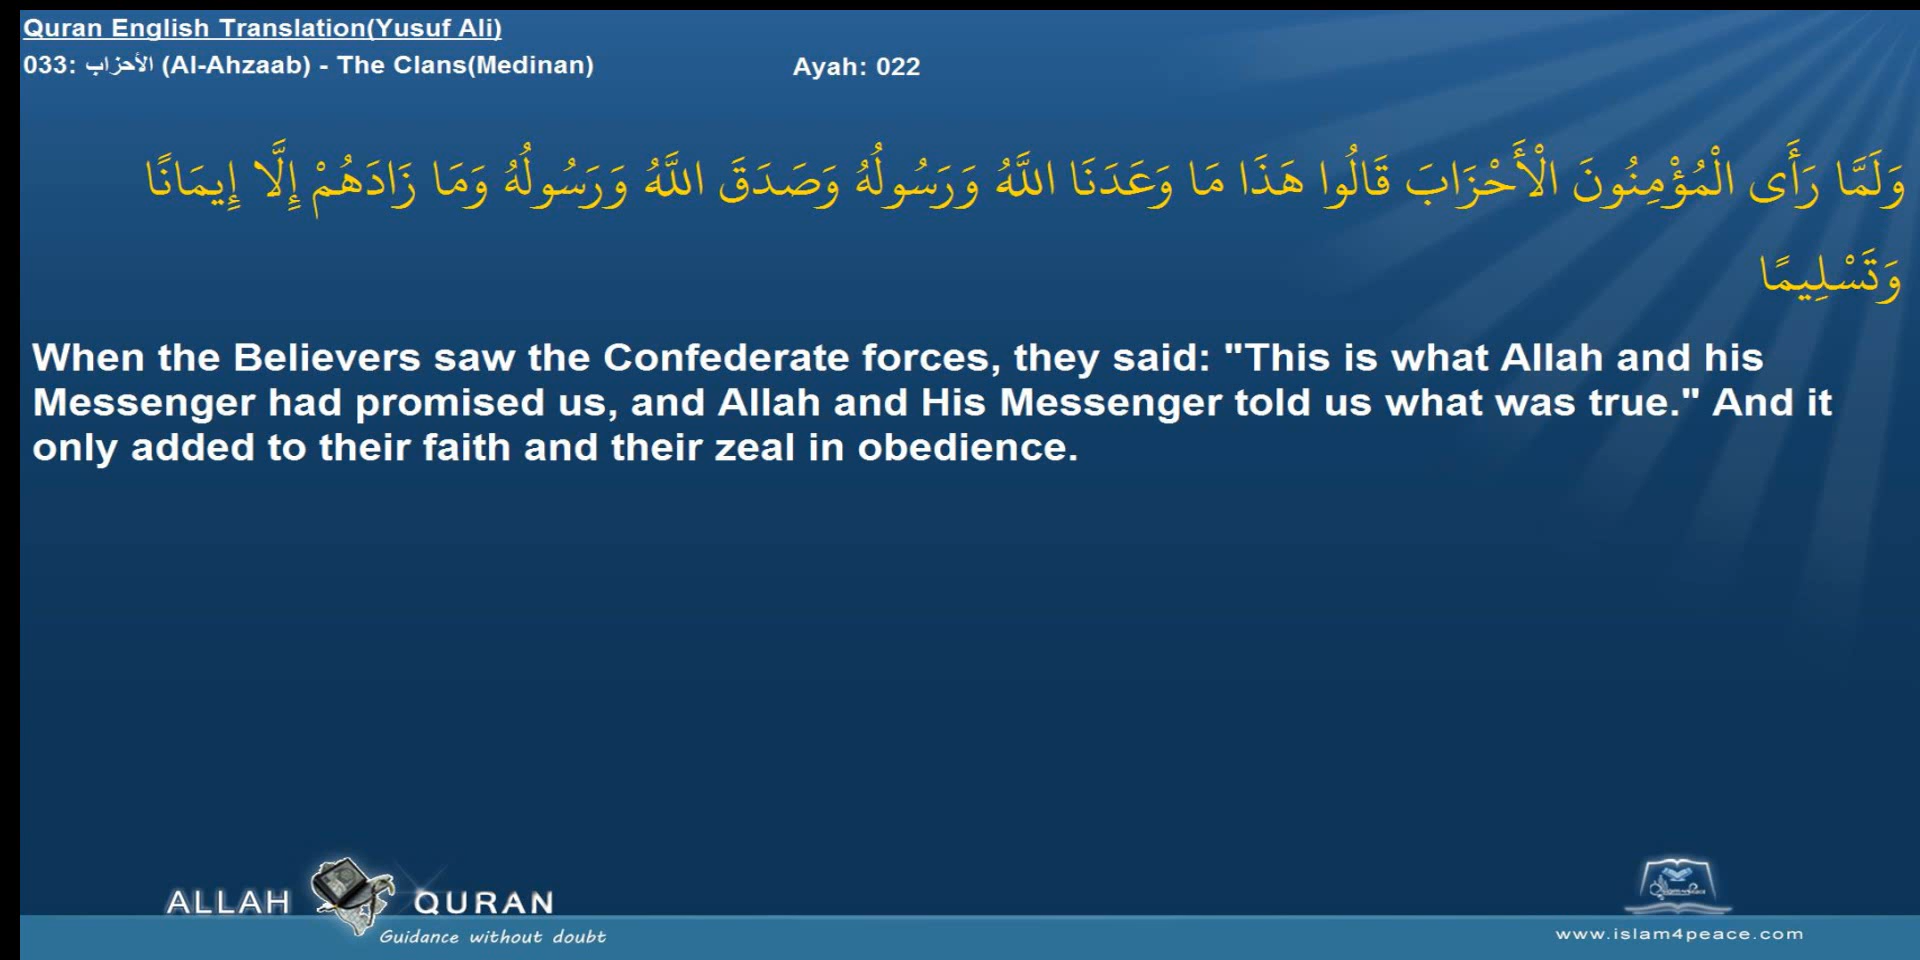 Quran English Translation(Yusuf Ali)
033: الأحزاب (Al-Ahzaab) - The Clans(Medinan) Ayah: 022
وَلَمَّا رَأَى الْمُؤْمِنُونَ الْأَحْزَابَ قَالُوا هَذَا مَا وَعَدَنَا اللَّهُ وَرَسُولُهُ وَصَدَقَ اللَّهُ وَرَسُولُهُ وَمَا زَادَهُمْ إِلَّا إِيمَانًا
وَتَسْلِيمًا
When the Believers saw the Confederate forces, they said: "This is what Allah and his
Messenger had promised us, and Allah and His Messenger told us what was true." And it
only added to their faith and their zeal in obedience.
ALLAH QURAN
Guidance without doubt
www.islam4peace.com